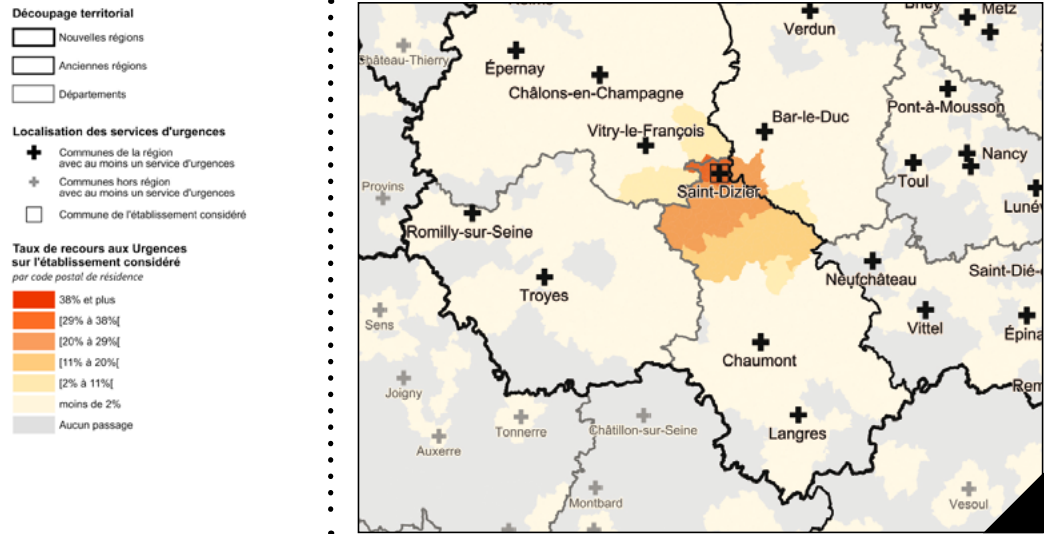 Découpage territorial
Nouvelles régions
Anciennes régions
Départements
Localisation des services d'urgences
Communes de la région
avec au moins un service d'urgences
Communes hors région
avec au moins un service d'urgences
Commune de l'établissement considéré
Taux de recours aux Urgences
sur l'établissement considéré
par code postal de résidence
38% et plus
[29% à 38%[
[20% à 29%[
[11% à 20%[
[2% à 11%[
moins de 2%
Aucun passage
Metz
Verdun
Château-Thierry
Épernay
Châlons-en-Champagne
Pont-à-Mousson
Bar-le-Duc
Vitry-le-François
Nancy
Toul
Provins
Saint-Dizier
Luné
Romilly-sur-Seine
Saint-Dié-
Neufchâteau
Troyes
Sens
Vittel
Épina
Chaumont
Rem
Joigny
Tonnerre
Châtillon-sur-Seine
Langres
Auxerre
Montbard
Vesoul